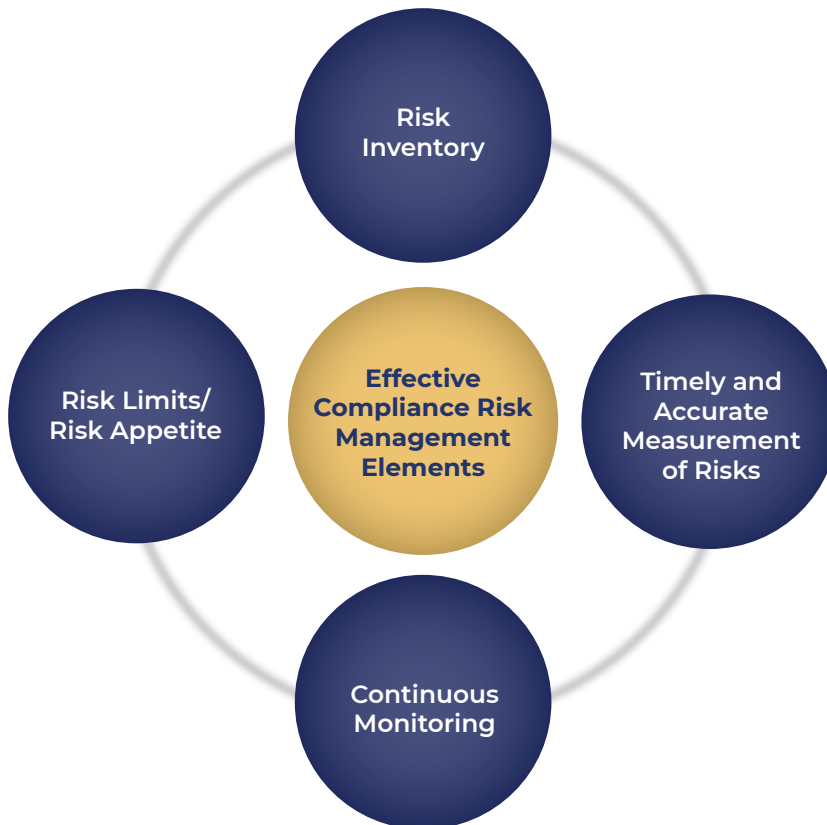 Risk
Inventory
Effective
Compliance Risk
Management
Elements
Timely and
Accurate
Measurement
of Risks
Risk Limits/
Risk Appetite
Continuous
Monitoring